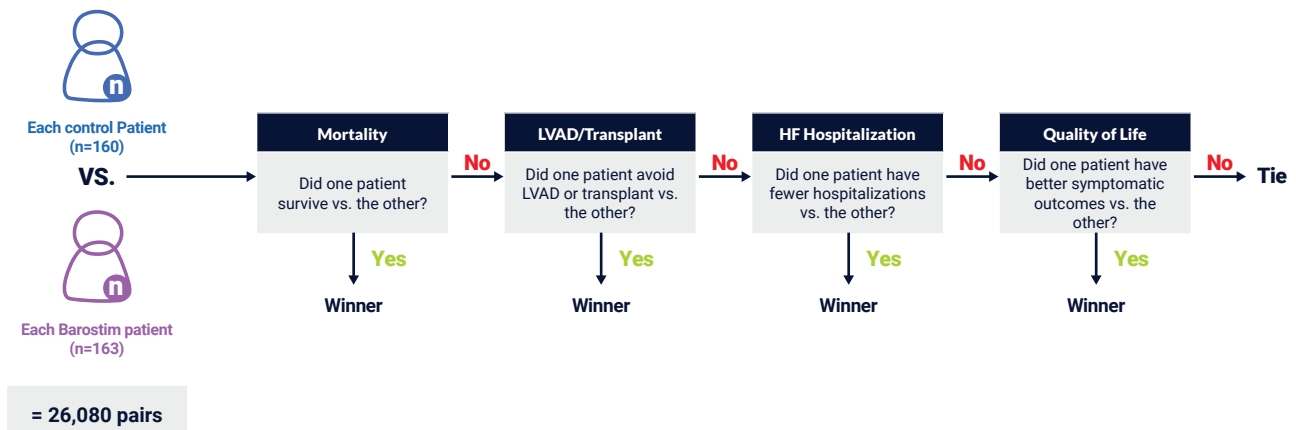 n
Each control Patient
(n=160)
VS.
n
Each Barostim patient
(n=163)
= 26,080 pairs
Mortality
Did one patient
survive vs. the other?
No
Yes
Winner
LVAD/Transplant
Did one patient avoid
LVAD or transplant vs.
the other?
No
Yes
Winner
HF Hospitalization
Did one patient have
fewer hospitalizations
vs. the other?
No
Yes
Winner
Quality of Life
Did one patient have
better symptomatic
outcomes vs. the
other?
No
Yes
Winner
Tie